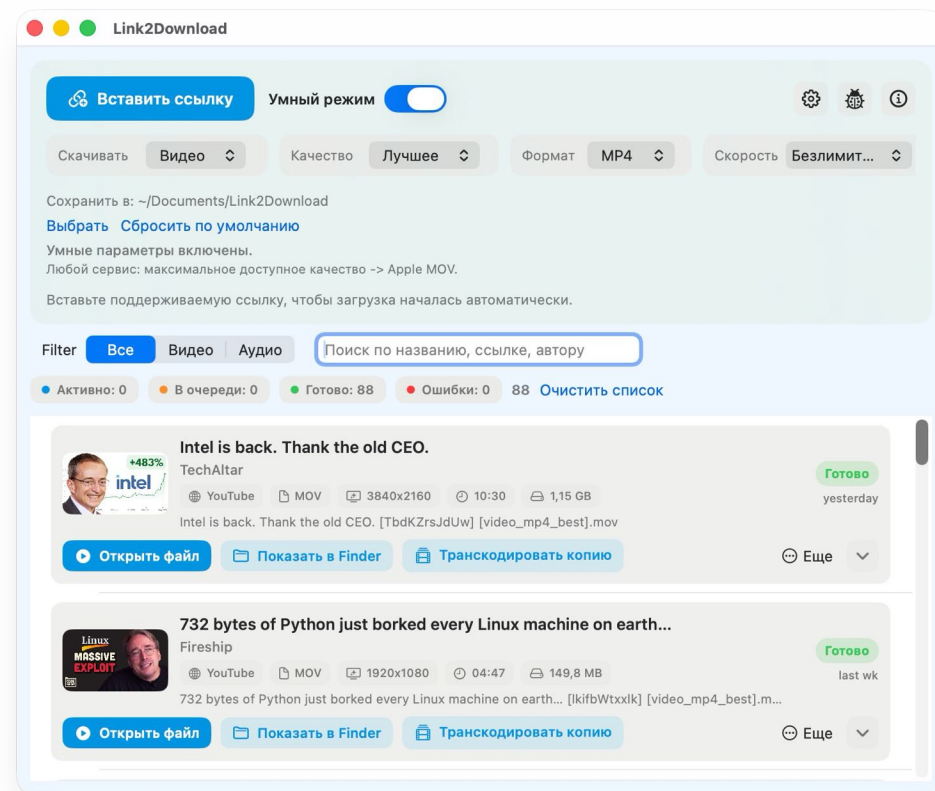 Link2Download
Вставить ссылку Умный режим
Скачивать Видео Качество Лучшее Формат MP4 Скорость Безлимит...
Сохранить в: ~/Documents/Link2Download
Выбрать Сбросить по умолчанию
Умные параметры включены.
Любой сервис: максимальное доступное качество -> Apple MOV.
Вставьте поддерживаемую ссылку, чтобы загрузка началась автоматически.
Filter Все Видео Аудио Поиск по названию, ссылке, автору
Активно: 0 В очереди: 0 Готово: 88 Ошибки: 0 88 Очистить список
+483%
intel
Intel is back. Thank the old CEO.
TechAltar
YouTube MOV 3840x2160 10:30 1,15 GB
Intel is back. Thank the old CEO. [TbdKZrsJdUw] [video_mp4_best].mov
Готово
yesterday
Открыть файл Показать в Finder Транскодировать копию Еще
Linux
MASSIVE
EXPLOIT
732 bytes of Python just borked every Linux machine on earth...
Fireship
YouTube MOV 1920x1080 04:47 149,8 MB
732 bytes of Python just borked every Linux machine on earth... [lkifbWtxxlk] [video_mp4_best].m...
Готово
last wk
Открыть файл Показать в Finder Транскодировать копию Еще